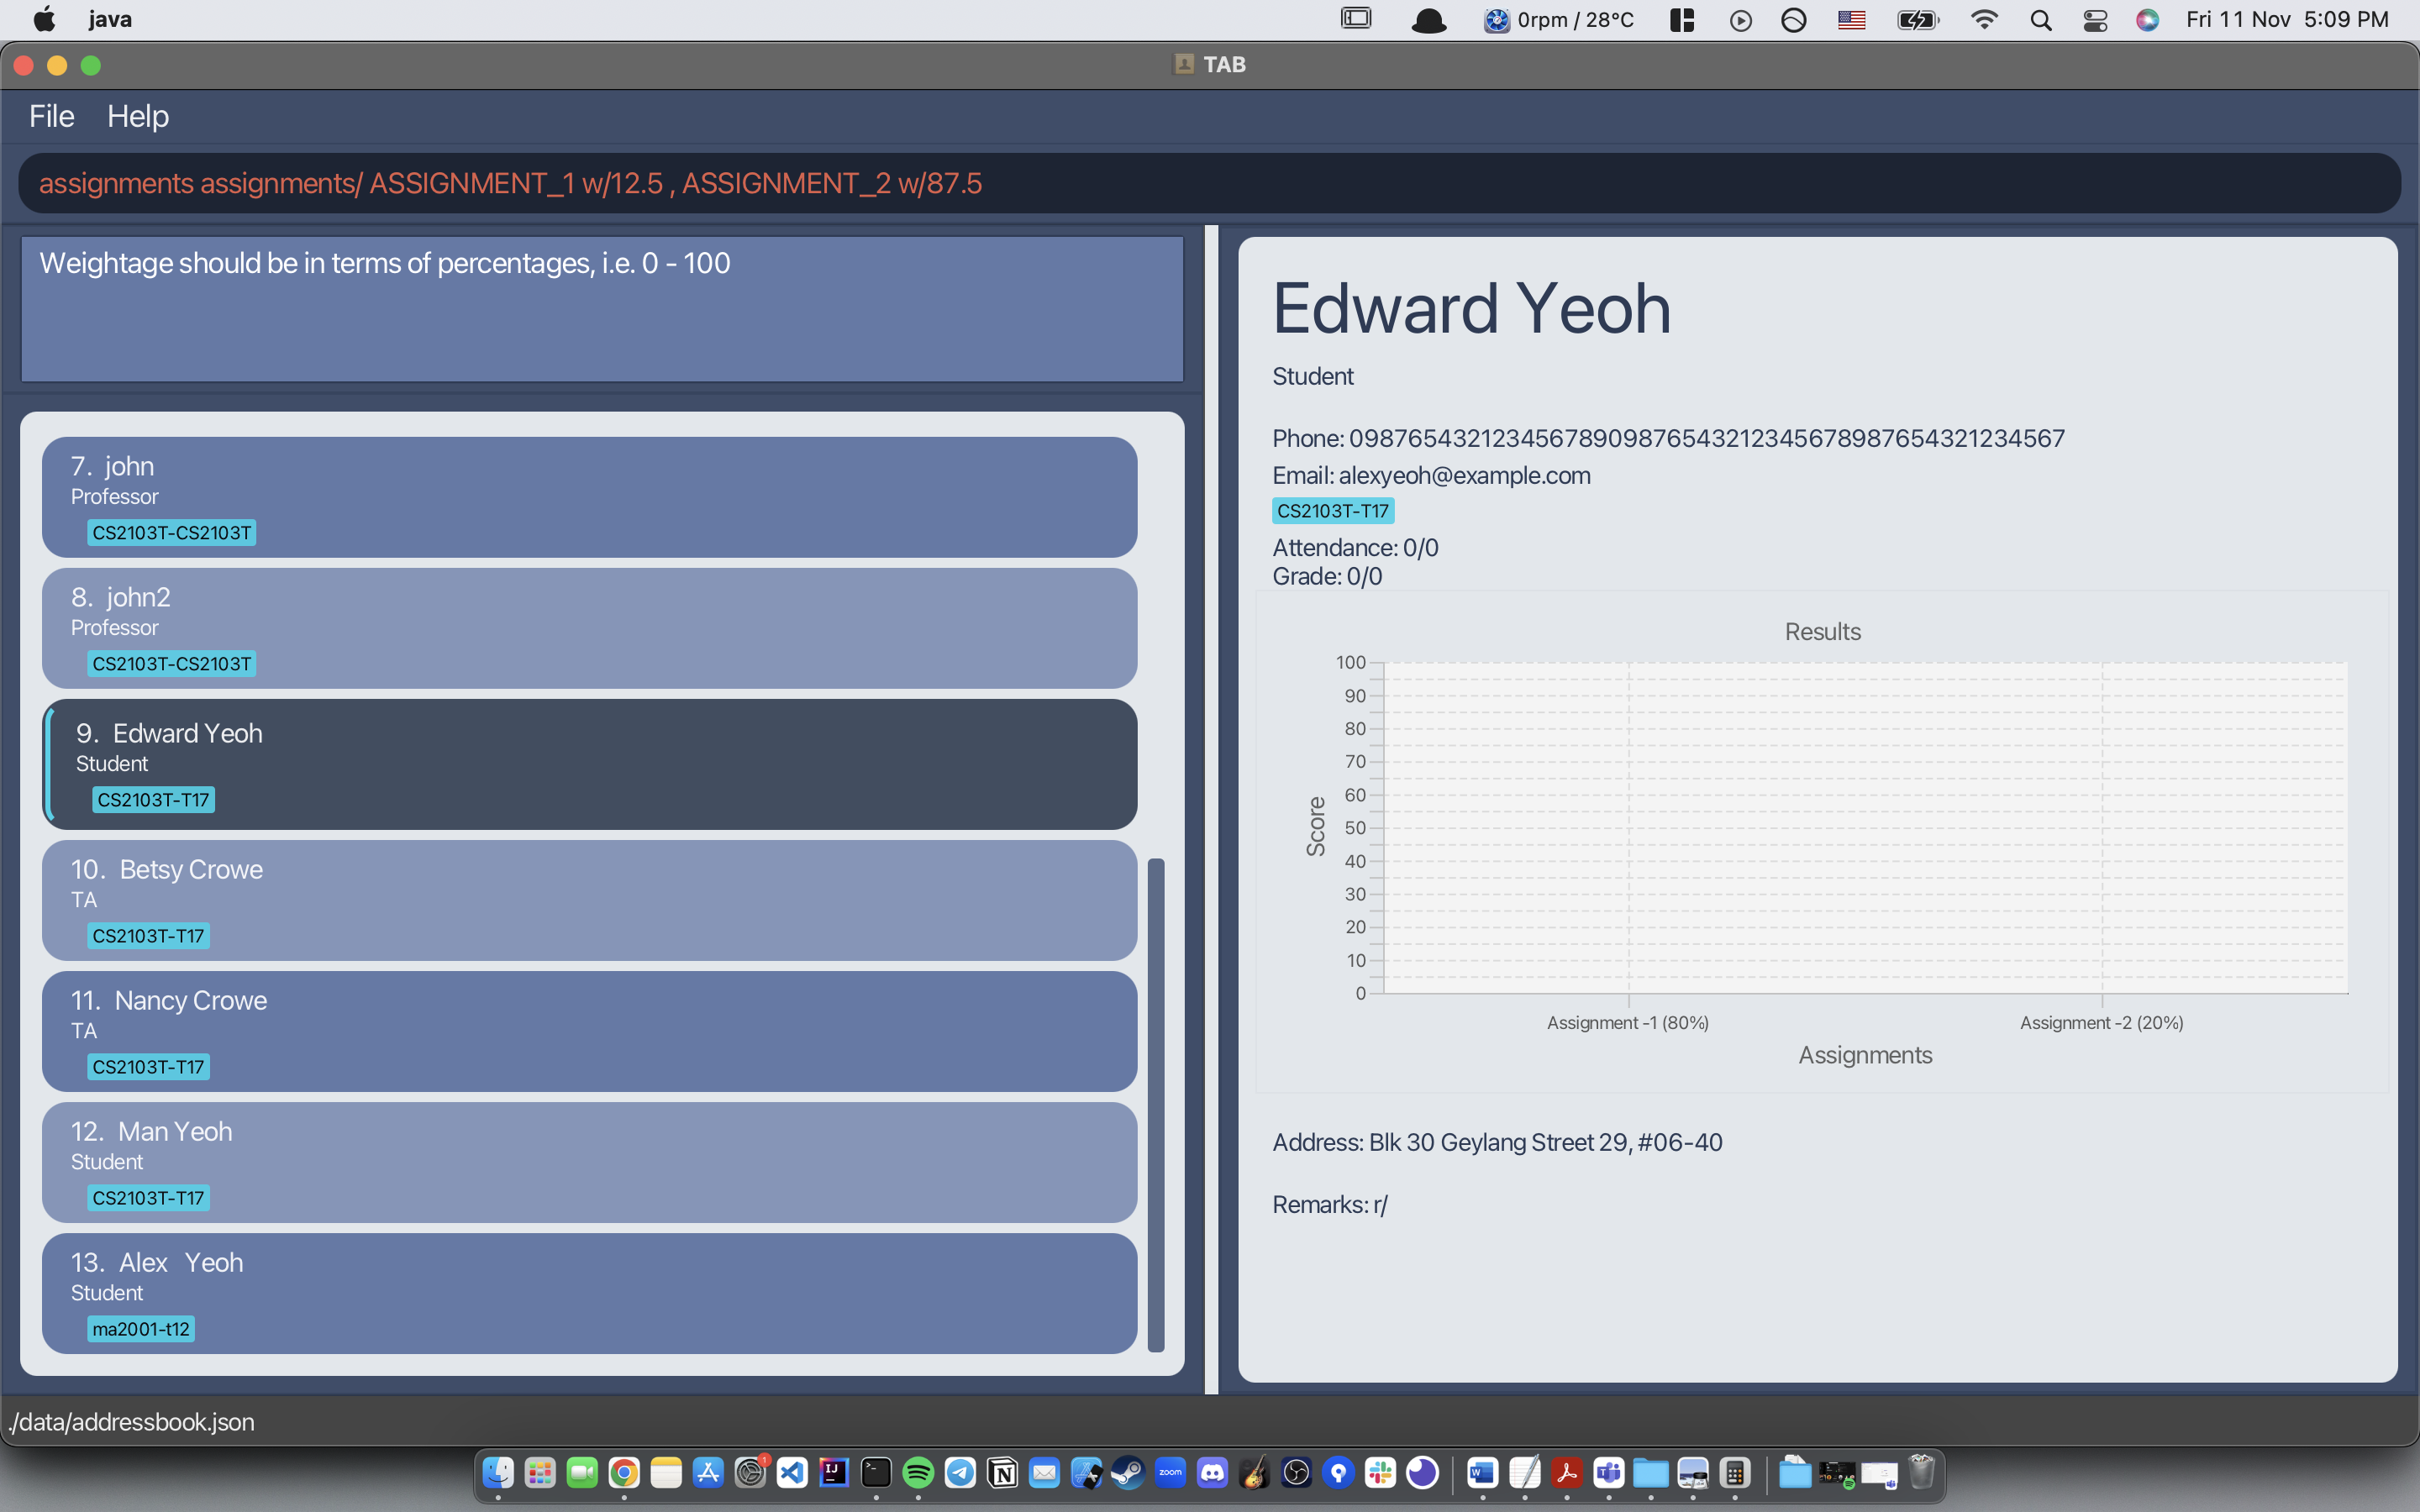 java
0rpm / 28°C
Fri 11 Nov 5:09 PM
TAB
File Help
assignments assignments/ ASSIGNMENT_1 w/12.5 , ASSIGNMENT_2 w/87.5
Weightage should be in terms of percentages, i.e. 0 - 100
7. john
Professor
CS2103T-CS2103T
8. john2
Professor
CS2103T-CS2103T
9. Edward Yeoh
Student
CS2103T-T17
10. Betsy Crowe
TA
CS2103T-T17
11. Nancy Crowe
TA
CS2103T-T17
12. Man Yeoh
Student
CS2103T-T17
13. Alex Yeoh
Student
ma2001-t12
Edward Yeoh
Student
Phone: 09876543212345678909876543212345678987654321234567
Email: alexyeoh@example.com
CS2103T-T17
Attendance: 0/0
Grade: 0/0
Results
100
90
80
70
60
50
40
30
20
10
0
Score
Assignment -1 (80%)
Assignment -2 (20%)
Assignments
Address: Blk 30 Geylang Street 29, #06-40
Remarks: r/
./data/addressbook.json
1
IJ
zoom
W